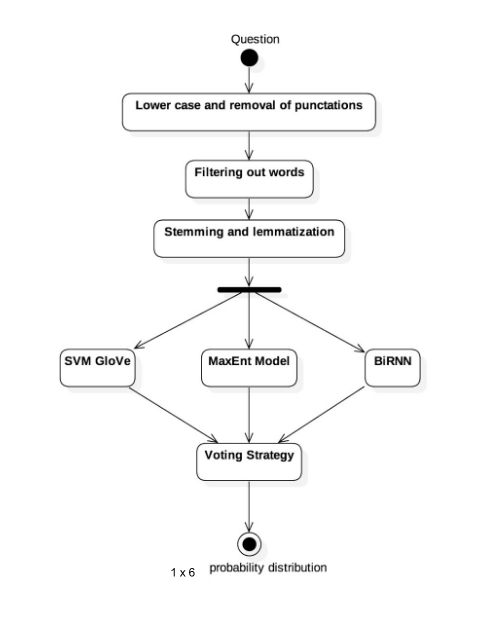 Question
Lower case and removal of punctations
Filtering out words
Stemming and lemmatization
SVM GloVe
MaxEnt Model
BiRNN
Voting Strategy
1 x 6
probability distribution